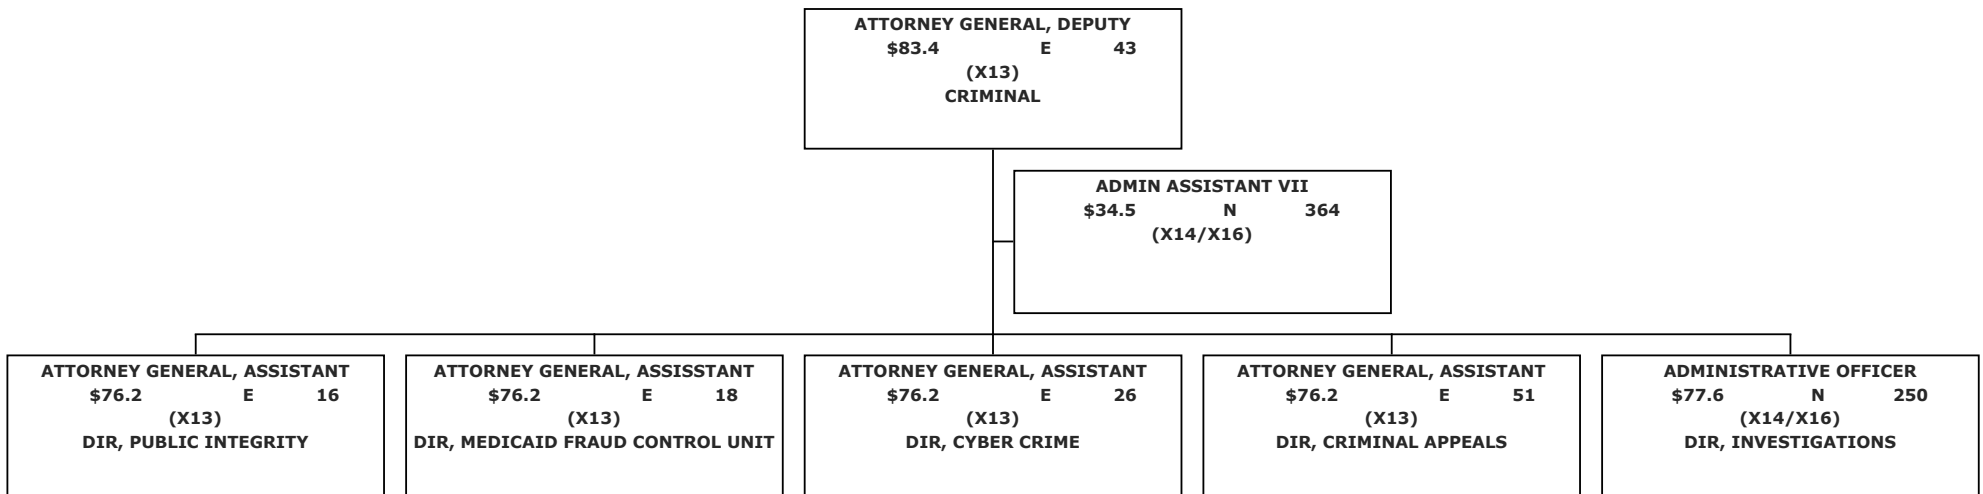 ATTORNEY GENERAL, DEPUTY
$83.4 E 43
(X13)
CRIMINAL
ADMIN ASSISTANT VII
$34.5 N 364
(X14/X16)
ATTORNEY GENERAL, ASSISTANT
$76.2 E 16
(X13)
DIR, PUBLIC INTEGRITY
ATTORNEY GENERAL, ASSISSTANT
$76.2 E 18
(X13)
DIR, MEDICAID FRAUD CONTROL UNIT
ATTORNEY GENERAL, ASSISTANT
$76.2 E 26
(X13)
DIR, CYBER CRIME
ATTORNEY GENERAL, ASSISTANT
$76.2 E 51
(X13)
DIR, CRIMINAL APPEALS
ADMINISTRATIVE OFFICER
$77.6 N 250
(X14/X16)
DIR, INVESTIGATIONS